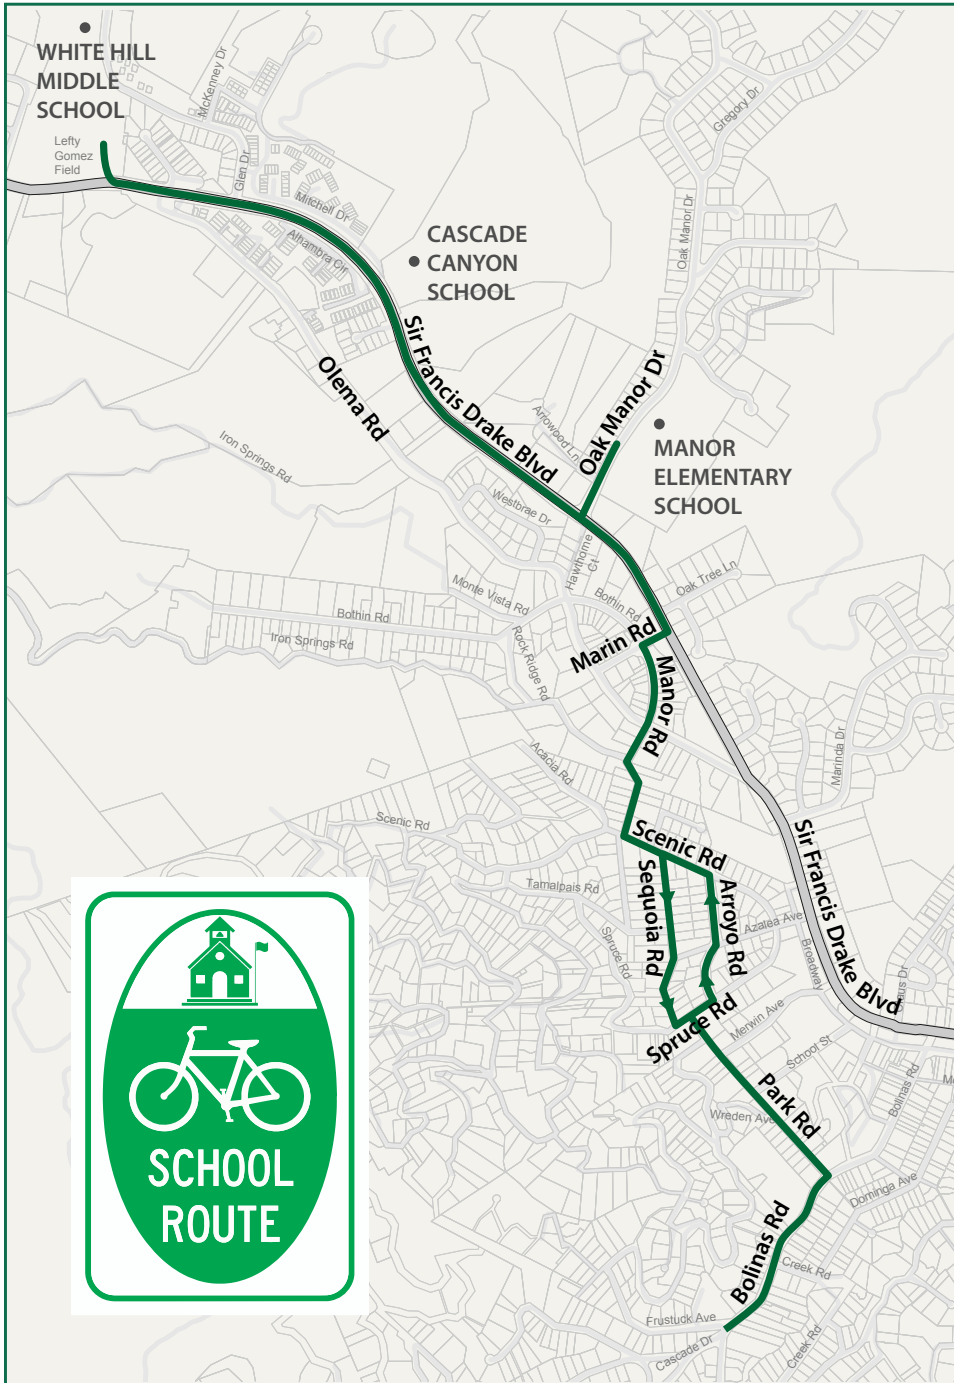 WHITE HILL
MIDDLE
SCHOOL
Lefty
Gomez
Field
McKenney Dr
Glen Dr
Mitchell Dr
Alhambra Cir
Gregory Dr
Oak Manor Dr
CASCADE
CANYON
SCHOOL
Sir Francis Drake Blvd
Olema Rd
Oak Manor Dr
Arrowood Ln
MANOR
ELEMENTARY
SCHOOL
Iron Springs Rd
Westbrae Dr
Hawthorne
Ct
Oak Tree Ln
Monte Vista Rd
Bothin Rd
Bothin Rd
Iron Springs Rd
Rock Ridge Rd
Marin Rd
Manor Rd
Acacia Rd
Marinda Dr
Scenic Rd
Scenic Rd
Sir Francis Drake Blvd
Tamalpais Rd
Sequoia Rd
Arroyo Rd
Azalea Ave
Spruce Rd
Broadway
Spruce Rd
Merwin Ave
School St
Bolinas Rd
Park Rd
Wreden Ave
Dominga Ave
Bolinas Rd
Creek Rd
Frustuck Ave
Cascade Dr
Creek Rd
SCHOOL
ROUTE